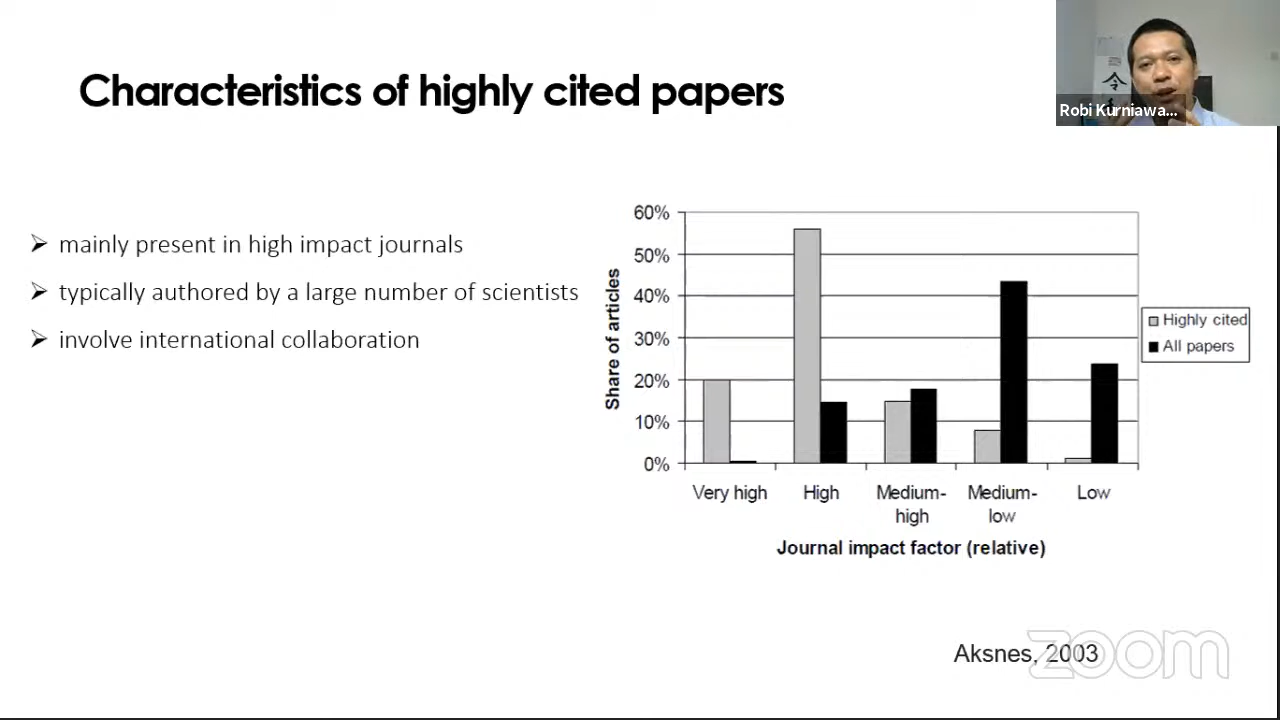 Characteristics of highly cited papers
Robi Kurniawa...
令
➢ mainly present in high impact journals
➢ typically authored by a large number of scientists
➢ involve international collaboration
60%
50%
40%
30%
20%
10%
0%
Share of articles
Highly cited
All papers
Very high
High
Medium-
high
Medium-
low
Low
Journal impact factor (relative)
Aksnes, 2003
zoom